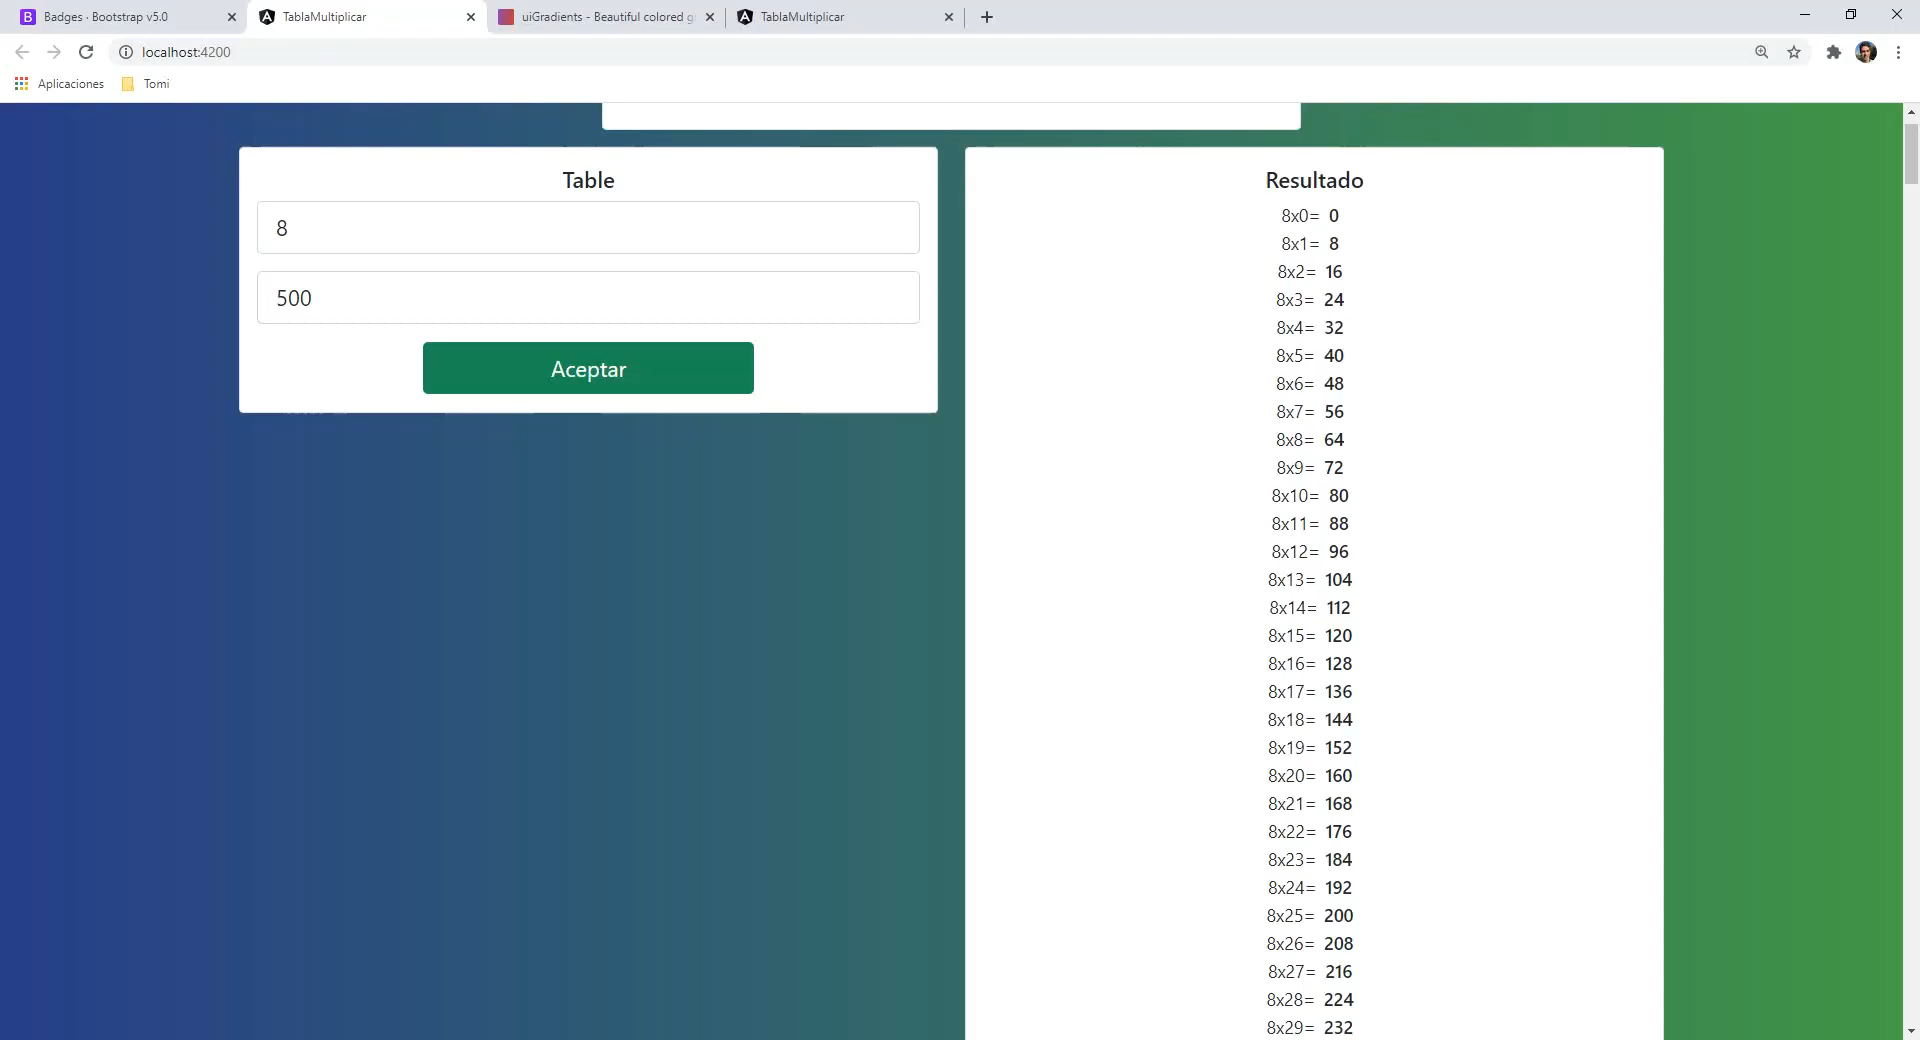 Badges · Bootstrap v5.0
TablaMultiplicar
uiGradients - Beautiful colored g
TablaMultiplicar
localhost:4200
Aplicaciones
Tomi
Table
8
500
Aceptar
Resultado
8x0= 0
8x1= 8
8x2= 16
8x3= 24
8x4= 32
8x5= 40
8x6= 48
8x7= 56
8x8= 64
8x9= 72
8x10= 80
8x11= 88
8x12= 96
8x13= 104
8x14= 112
8x15= 120
8x16= 128
8x17= 136
8x18= 144
8x19= 152
8x20= 160
8x21= 168
8x22= 176
8x23= 184
8x24= 192
8x25= 200
8x26= 208
8x27= 216
8x28= 224
8x29= 232